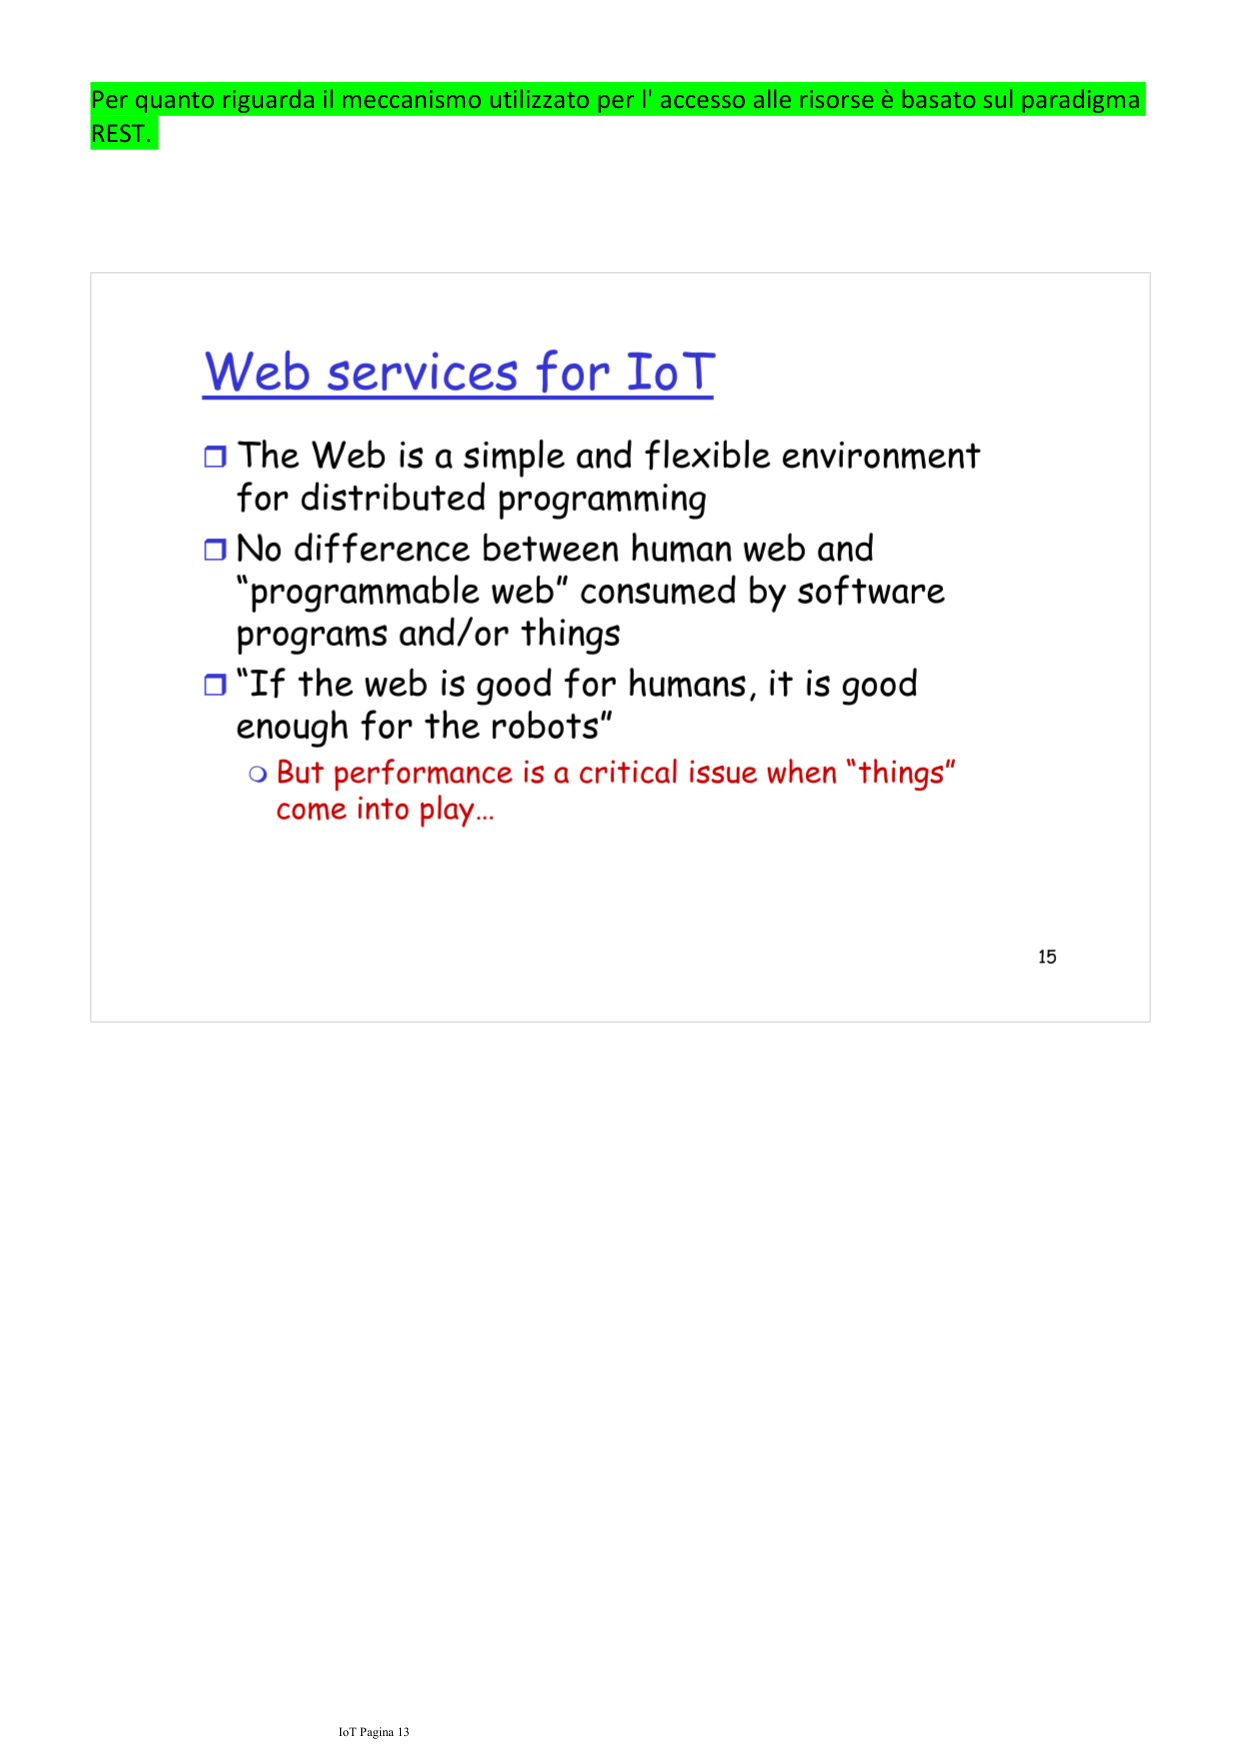 Per quanto riguarda il meccanismo utilizzato per l' accesso alle risorse è basato sul paradigma
REST.
Web services for IoT
The Web is a simple and flexible environment
for distributed programming
No difference between human web and
“programmable web” consumed by software
programs and/or things
“If the web is good for humans, it is good
enough for the robots”
But performance is a critical issue when “things”
come into play…
15
IoT Pagina 13